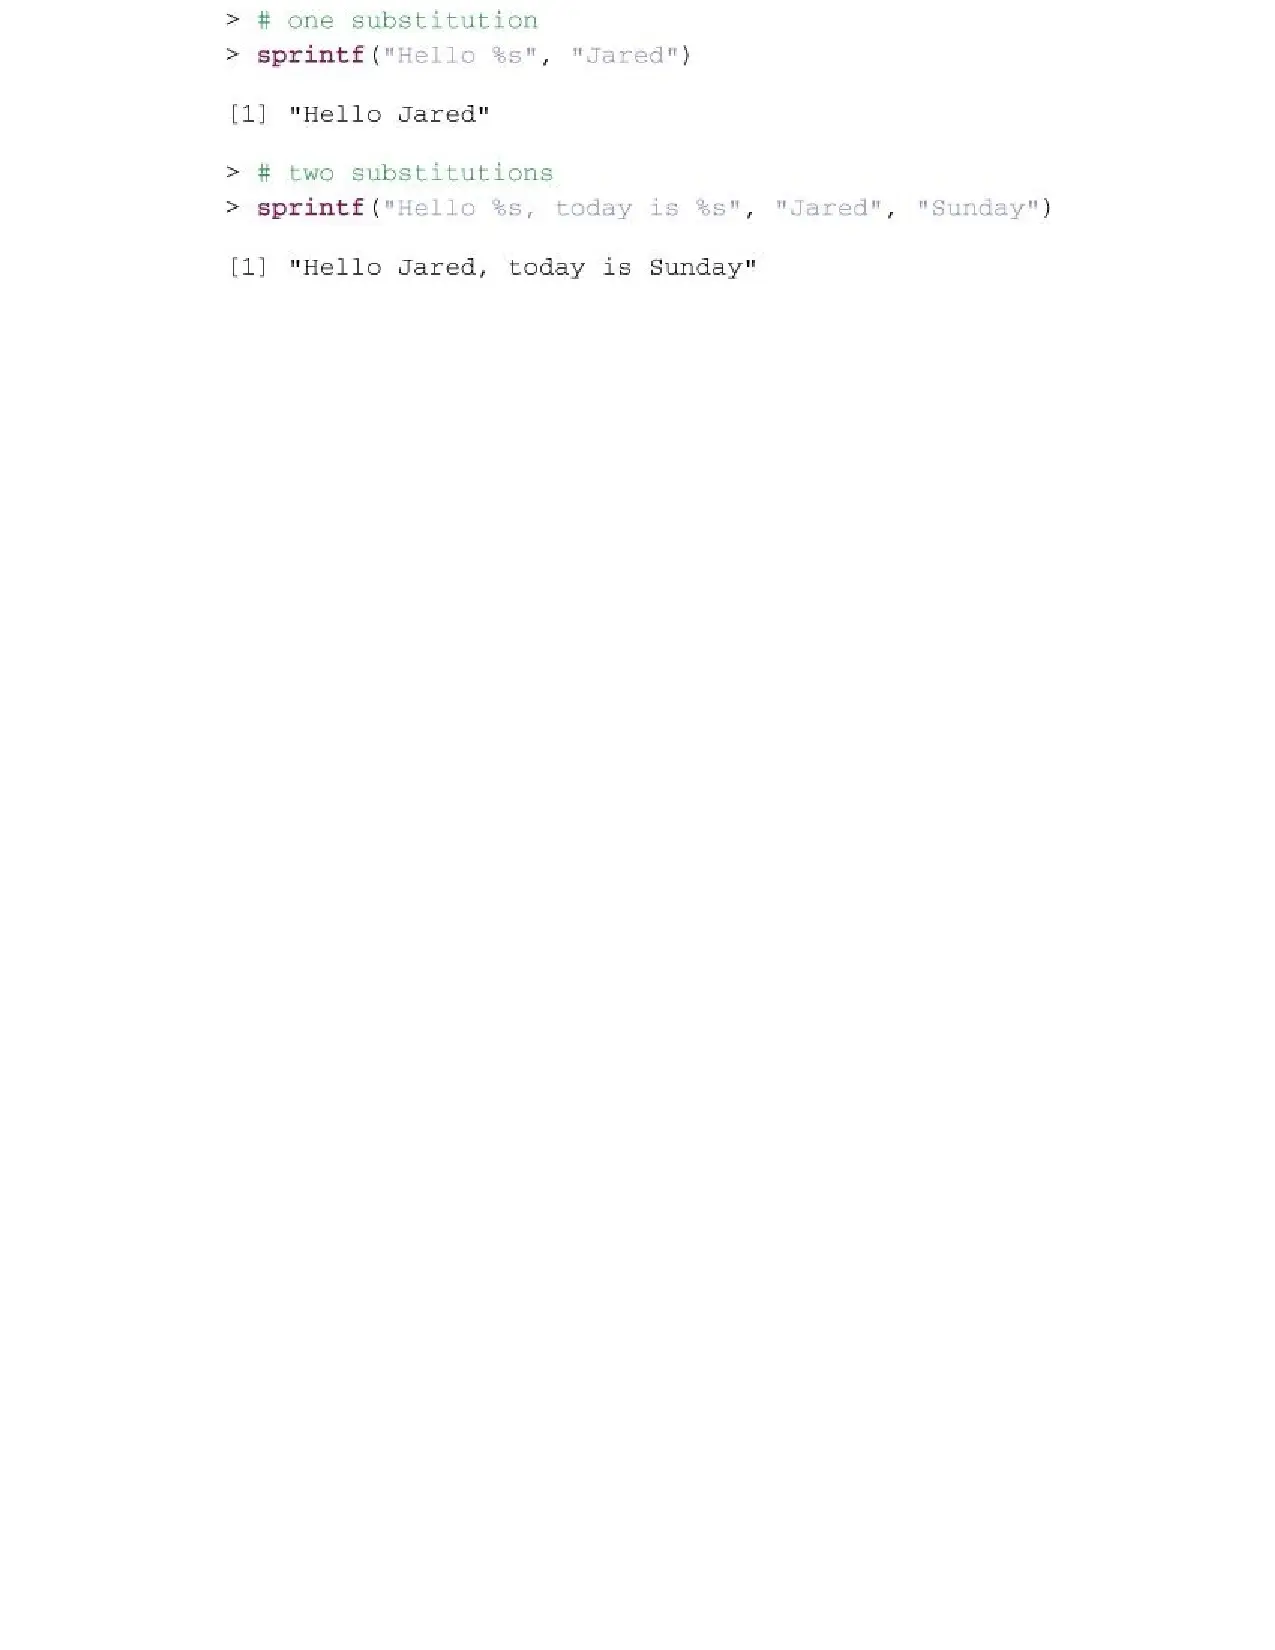 > # one substitution
> sprintf("Hello %s", "Jared")
[1] "Hello Jared"
> # two substitutions
> sprintf("Hello %s, today is %s", "Jared", "Sunday")
[1] "Hello Jared, today is Sunday"